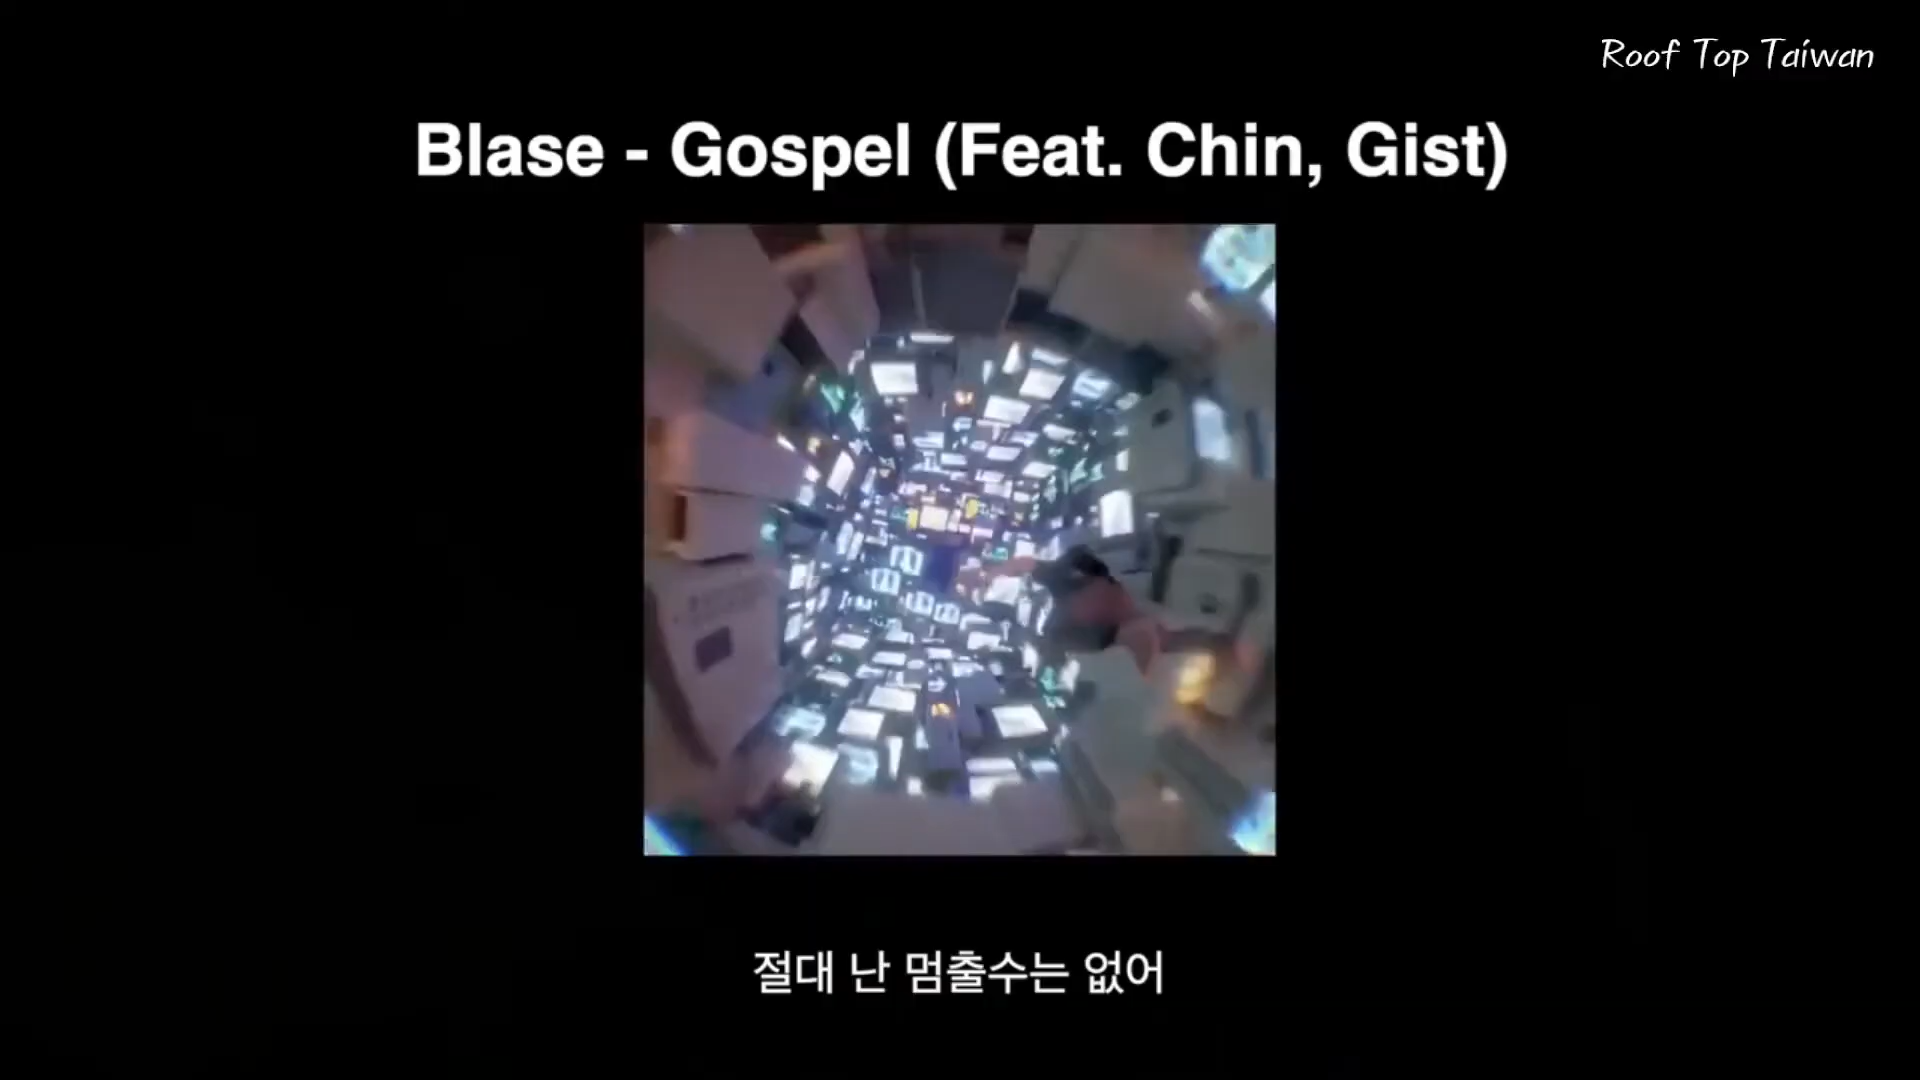 Roof Top Taiwan
Blase - Gospel (Feat. Chin, Gist)
절대 난 멈출수는 없어